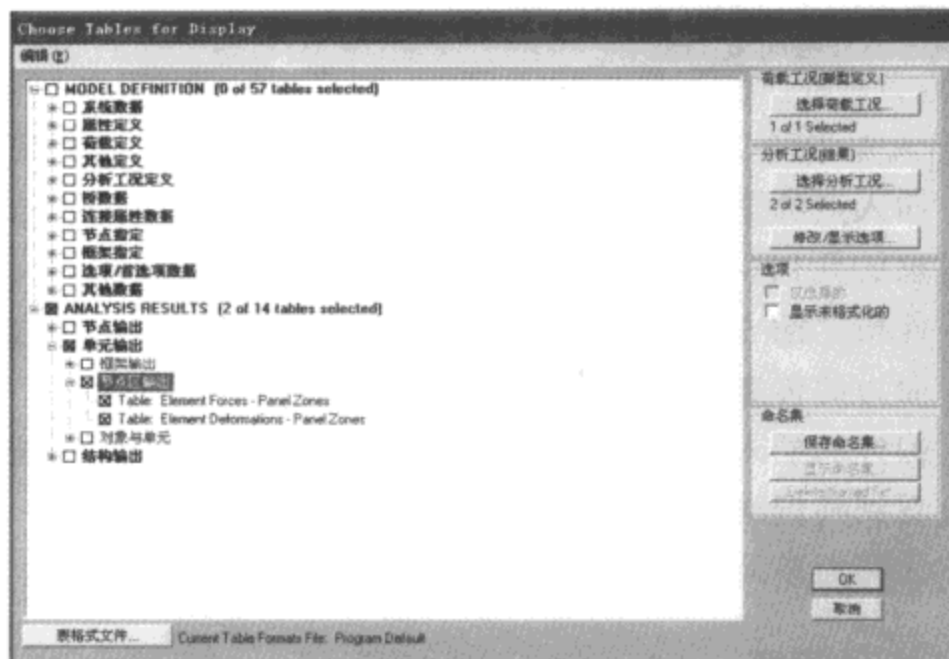 Choose Tables for Display
编辑(E)
MODEL DEFINITION (0 of 57 tables selected)
系统数据
属性定义
荷载定义
其他定义
分析工况定义
桥数据
连接属性数据
节点指定
框架指定
选项/首选项数据
其他数据
ANALYSIS RESULTS (2 of 14 tables selected)
节点输出
单元输出
框架输出
节点区输出
Table: Element Forces - Panel Zones
Table: Element Deformations - Panel Zones
对象与单元
结构输出
荷载工况(模型定义)
选择荷载工况...
1 of 1 Selected
分析工况(结果)
选择分析工况...
2 of 2 Selected
修改/显示选项...
选项
仅选择的
显示未格式化的
命名集
保存命名集...
显示命名集...
Delete Named Set...
OK
取消
表格式文件...
Current Table Formats File: Program Default